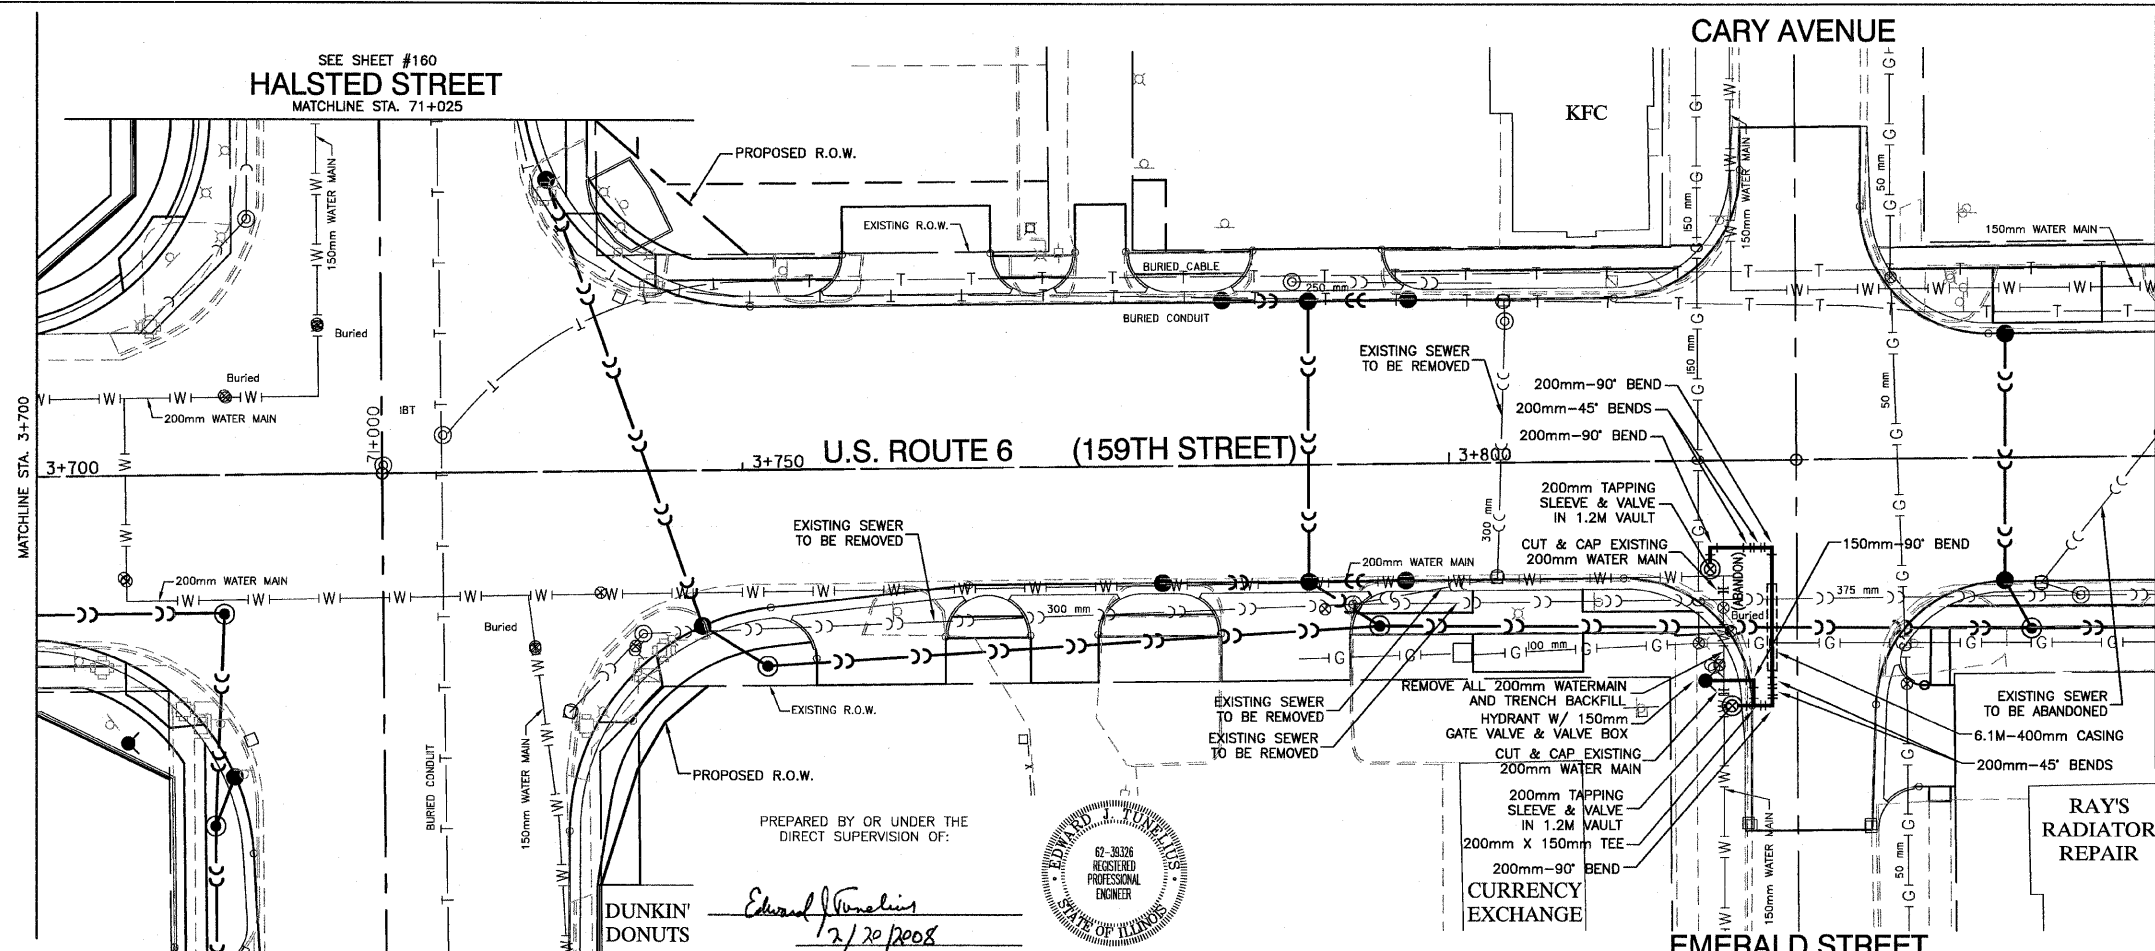 CARY AVENUE
SEE SHEET #160
HALSTED STREET
MATCHLINE STA. 71+025
KFC
PROPOSED R.O.W.
EXISTING R.O.W.
150mm WATER MAIN
150mm WATER MAIN
50 mm
150 mm
150mm WATER MAIN
BURIED CABLE
250 mm
BURIED CONDUIT
Buried
Buried
EXISTING SEWER
TO BE REMOVED
150 mm
50 mm
200mm WATER MAIN
71+000
IBT
200mm-90° BEND
200mm-45° BENDS
200mm-90° BEND
MATCHLINE STA. 3+700
3+700
3+750
U.S. ROUTE 6 (159TH STREET)
3+800
200mm TAPPING
SLEEVE & VALVE
IN 1.2M VAULT
300 mm
EXISTING SEWER
TO BE REMOVED
CUT & CAP EXISTING
200mm WATER MAIN
150mm-90° BEND
200mm WATER MAIN
200mm WATER MAIN
(ABANDON)
375 mm
300 mm
Buried
Buried
100 mm
EXISTING R.O.W.
EXISTING SEWER
TO BE REMOVED
EXISTING SEWER
TO BE REMOVED
REMOVE ALL 200mm WATERMAIN
AND TRENCH BACKFILL
HYDRANT W/ 150mm
GATE VALVE & VALVE BOX
CUT & CAP EXISTING
200mm WATER MAIN
EXISTING SEWER
TO BE ABANDONED
6.1M-400mm CASING
200mm-45° BENDS
PROPOSED R.O.W.
BURIED CONDUIT
150mm WATER MAIN
200mm TAPPING
SLEEVE & VALVE
IN 1.2M VAULT
200mm X 150mm TEE
200mm-90° BEND
150mm WATER MAIN
50 mm
PREPARED BY OR UNDER THE
DIRECT SUPERVISION OF:
EDWARD J. TUNELIUS
62-39326
REGISTERED
PROFESSIONAL
ENGINEER
STATE OF ILLINOIS
Edward J Tunelius
2/20/2008
DUNKIN'
DONUTS
CURRENCY
EXCHANGE
RAY'S
RADIATOR
REPAIR
EMERALD STREET